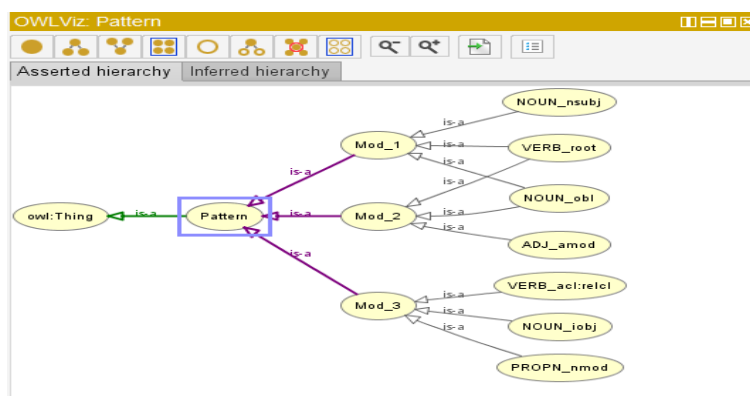 OWLViz: Pattern
Asserted hierarchy Inferred hierarchy
NOUN_nsubj
is-a
Mod_1
is-a
VERB_root
is-a
is-a
is-a
NOUN_obl
owl:Thing
is-a
Pattern
is-a
Mod_2
is-a
is-a
ADJ_amod
is-a
VERB_acl:relcl
is-a
Mod_3
is-a
NOUN_iobj
is-a
PROPN_nmod